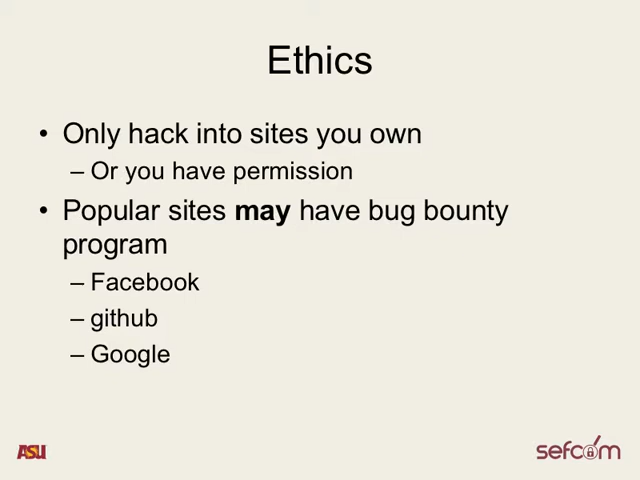 Ethics
• Only hack into sites you own
– Or you have permission
• Popular sites may have bug bounty
program
– Facebook
– github
– Google
ASU
sefcom